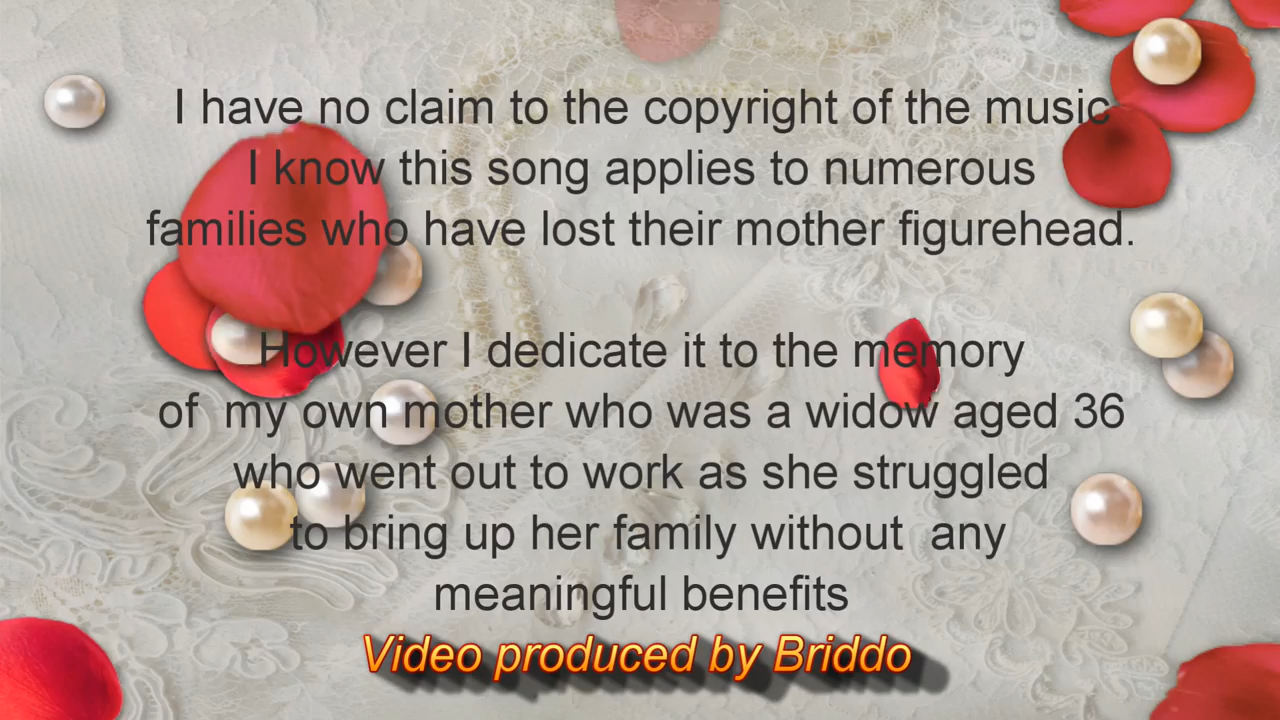 I have no claim to the copyright of the music
I know this song applies to numerous
families who have lost their mother figurehead.
However I dedicate it to the memory
of my own mother who was a widow aged 36
who went out to work as she struggled
to bring up her family without any
meaningful benefits
Video produced by Briddo